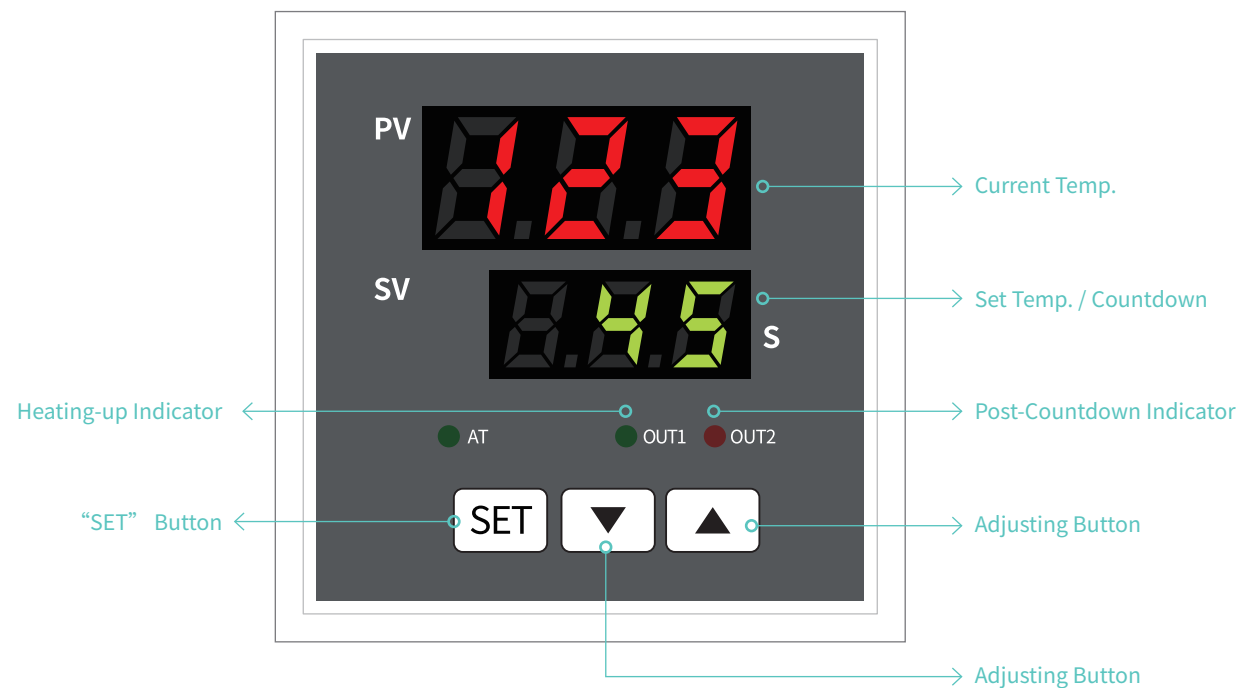 PV
123
Current Temp.
SV
45
S
Set Temp. / Countdown
Heating-up Indicator
Post-Countdown Indicator
AT
OUT1
OUT2
“SET” Button
SET
Adjusting Button
Adjusting Button